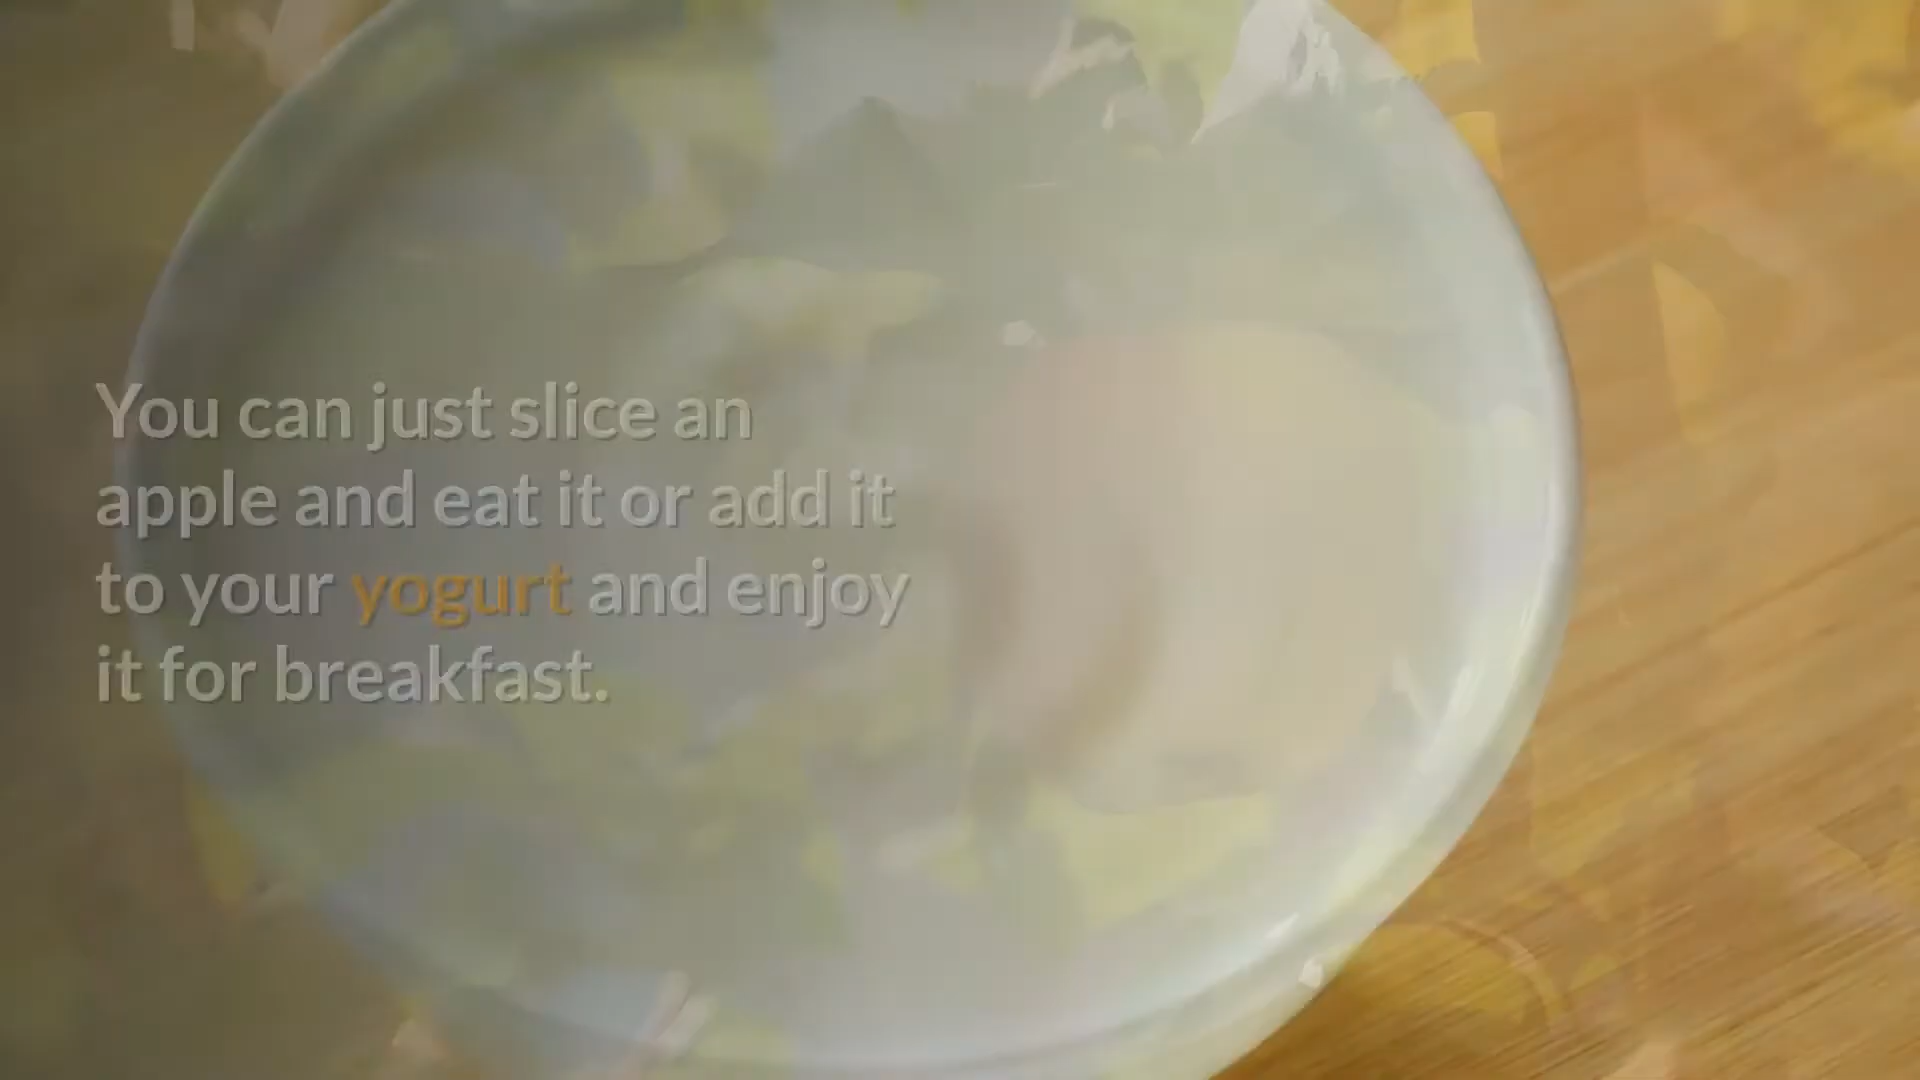 You can just slice an
apple and eat it or add it
to your yogurt and enjoy
it for breakfast.